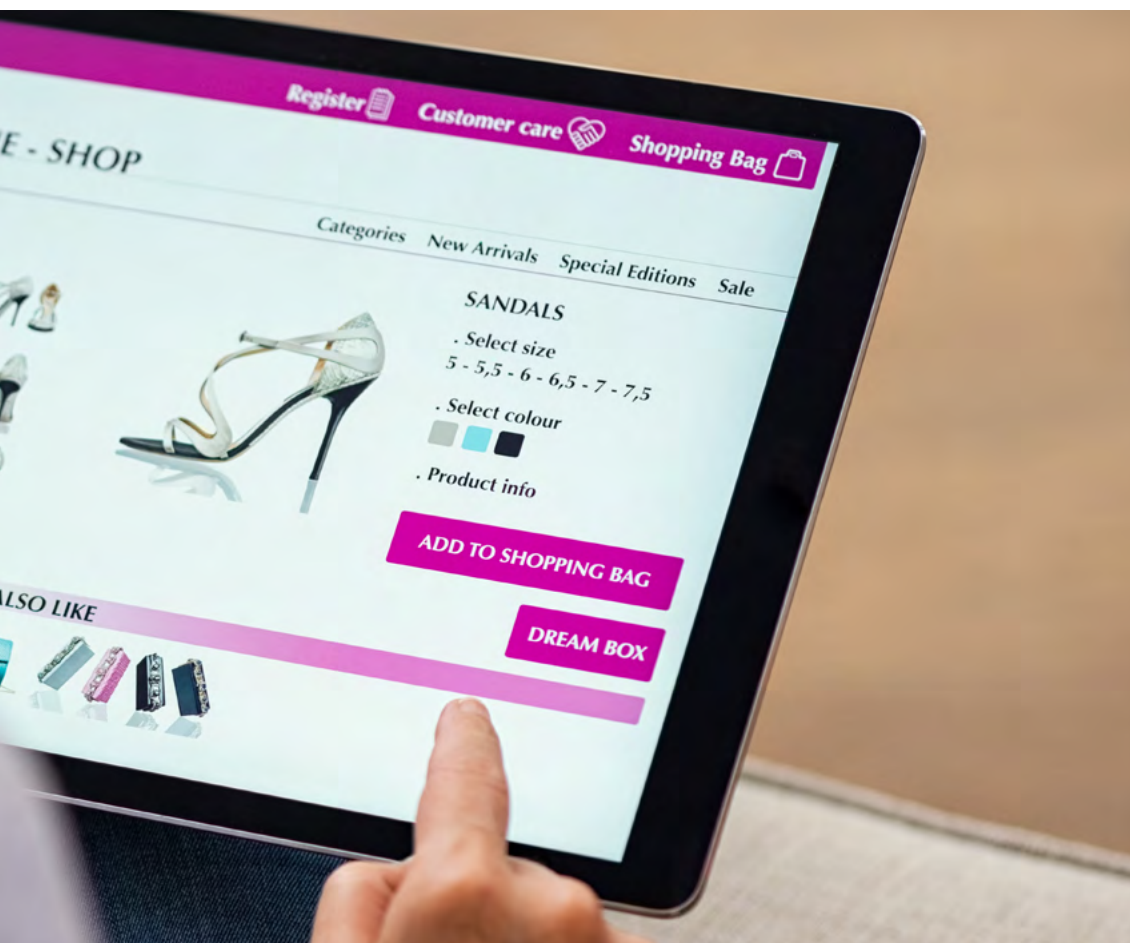 Register
Customer care
Shopping Bag
E - SHOP
Categories New Arrivals Special Editions Sale
SANDALS
. Select size
5 - 5,5 - 6 - 6,5 - 7 - 7,5
. Select colour
. Product info
ADD TO SHOPPING BAG
DREAM BOX
ALSO LIKE